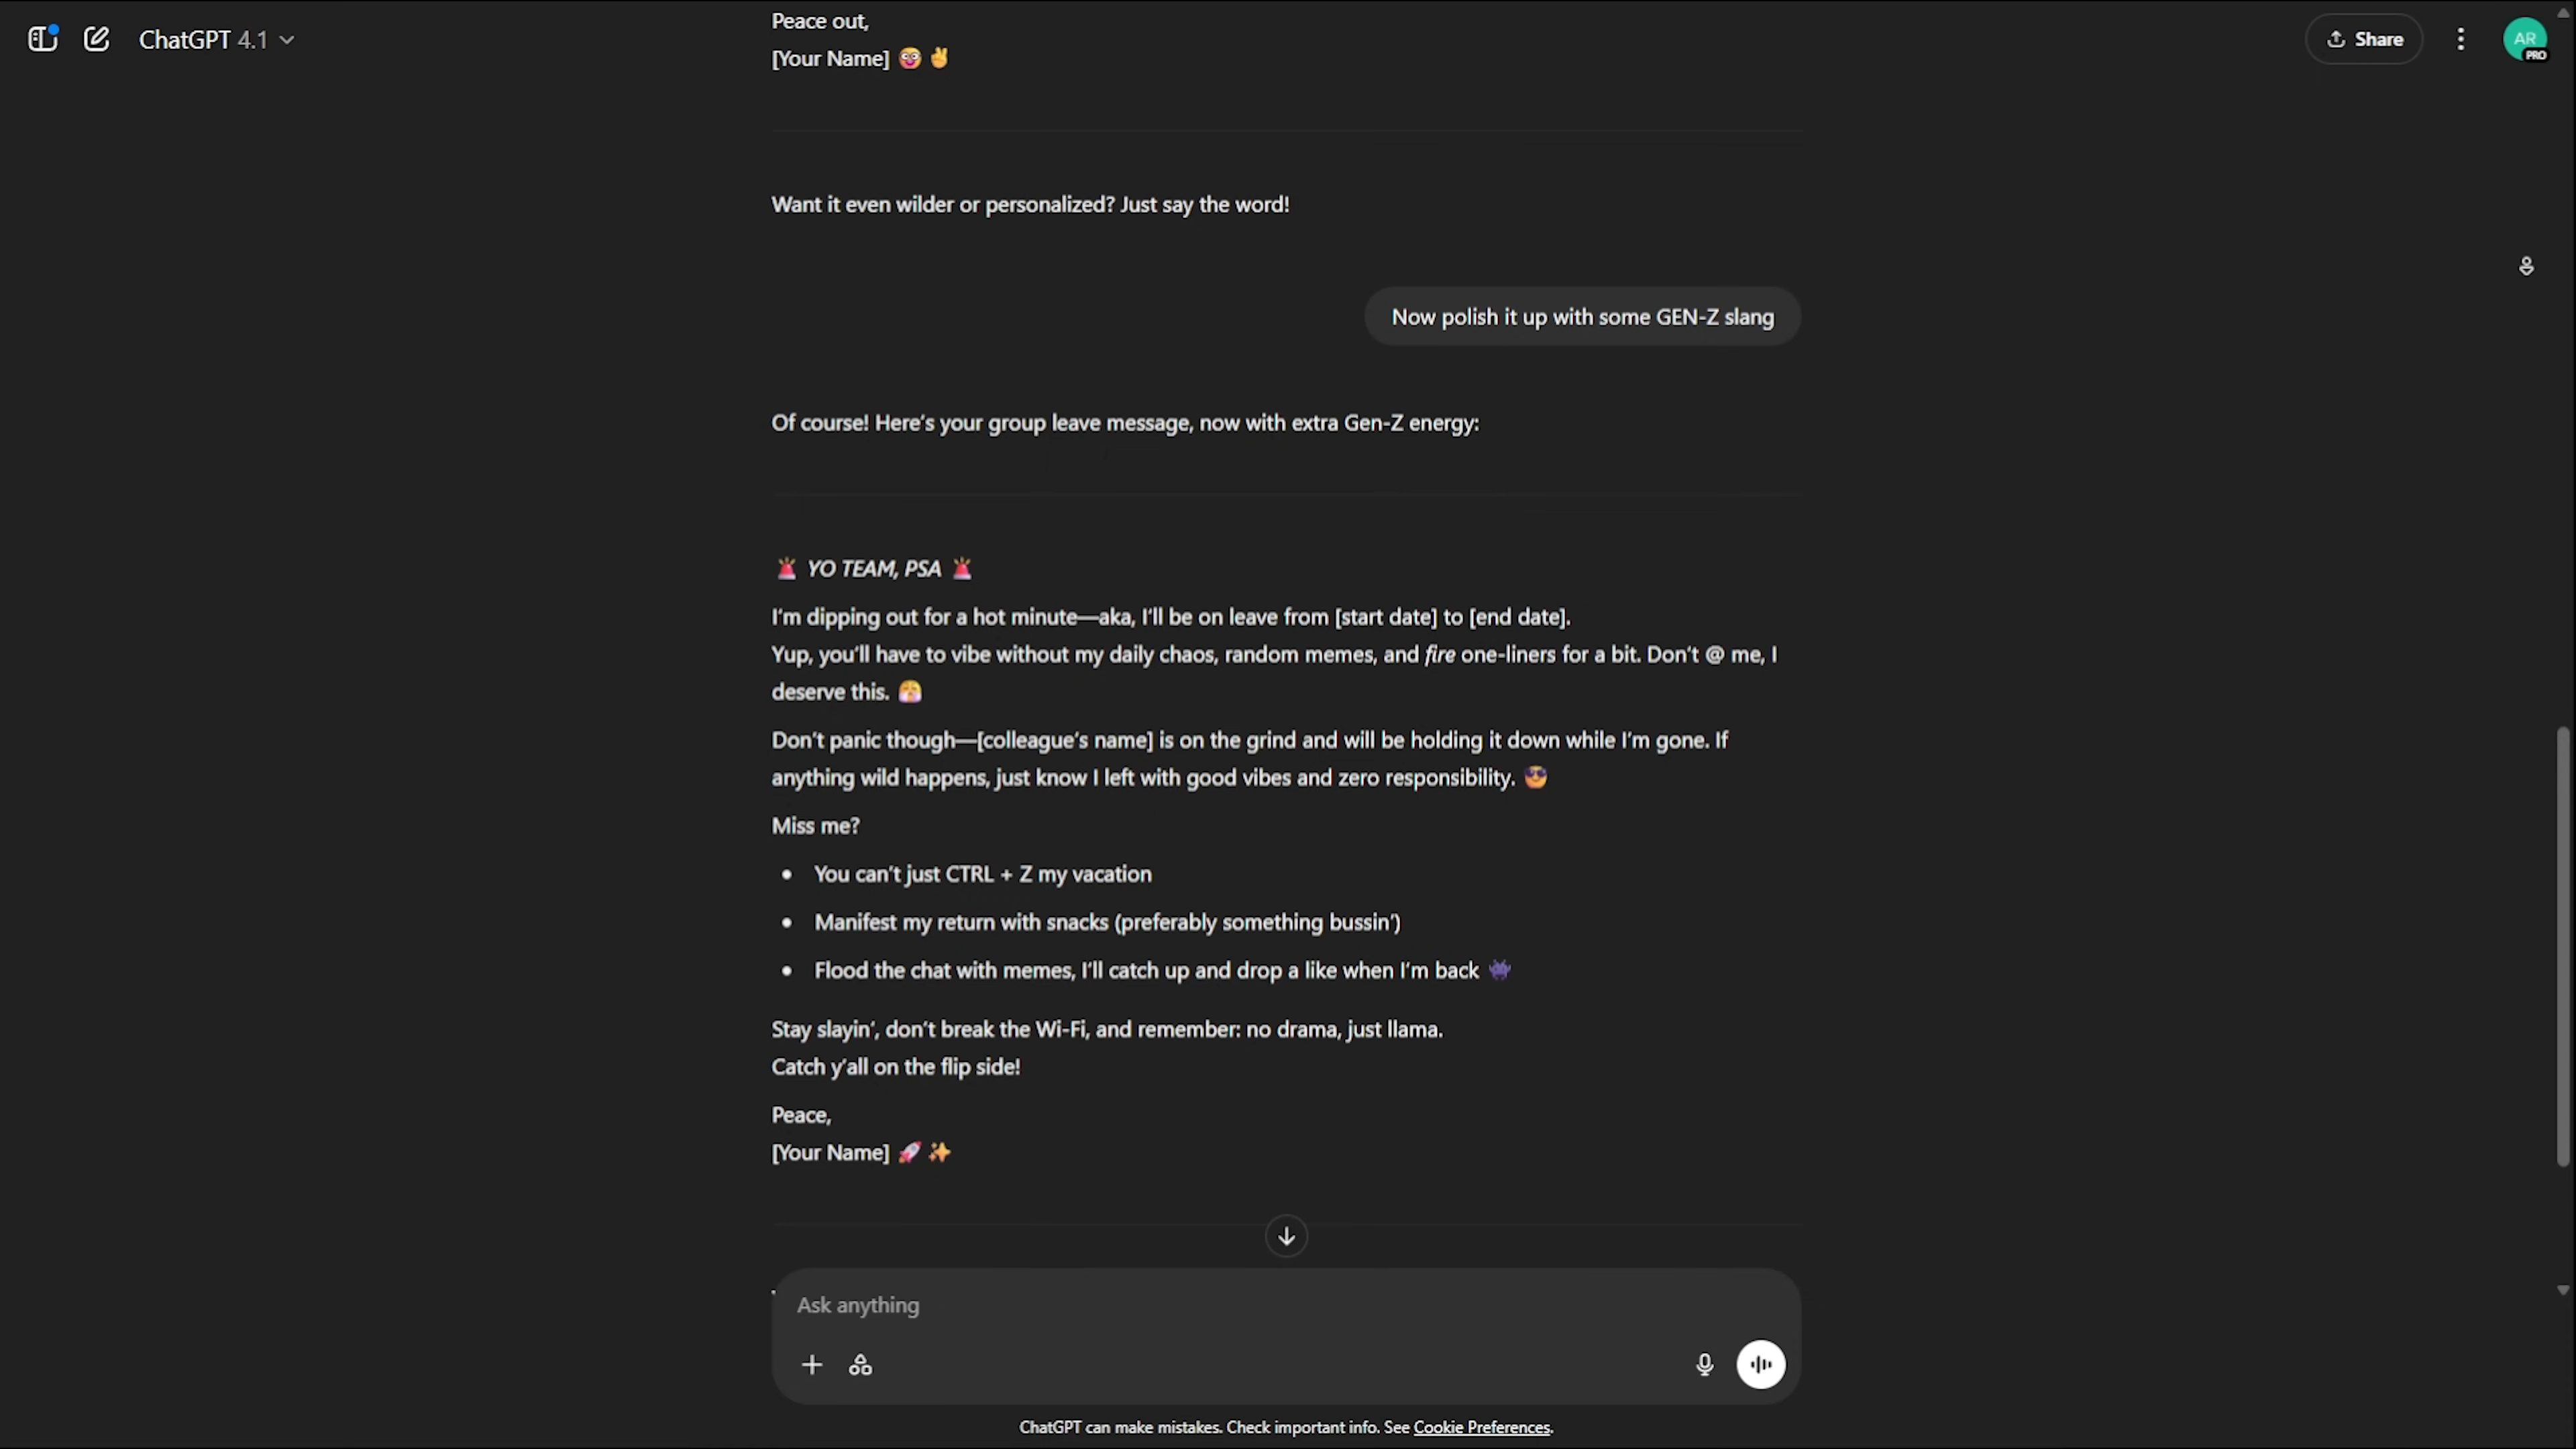 Peace out,
ChatGPT 4.1
Share
AR
PRO
[Your Name] 🤡 ✌️
Want it even wilder or personalized? Just say the word!
Now polish it up with some GEN-Z slang
Of course! Here's your group leave message, now with extra Gen-Z energy:
🚨 YO TEAM, PSA 🚨
I'm dipping out for a hot minute—aka, I'll be on leave from [start date] to [end date].
Yup, you'll have to vibe without my daily chaos, random memes, and fire one-liners for a bit. Don't @ me, I
deserve this. 😤
Don't panic though—[colleague's name] is on the grind and will be holding it down while I'm gone. If
anything wild happens, just know I left with good vibes and zero responsibility. 😎
Miss me?
• You can't just CTRL + Z my vacation
• Manifest my return with snacks (preferably something bussin')
• Flood the chat with memes, I'll catch up and drop a like when I'm back 👾
Stay slayin', don't break the Wi-Fi, and remember: no drama, just llama.
Catch y'all on the flip side!
Peace,
[Your Name] 🚀 ✨
Ask anything
ChatGPT can make mistakes. Check important info. See Cookie Preferences.